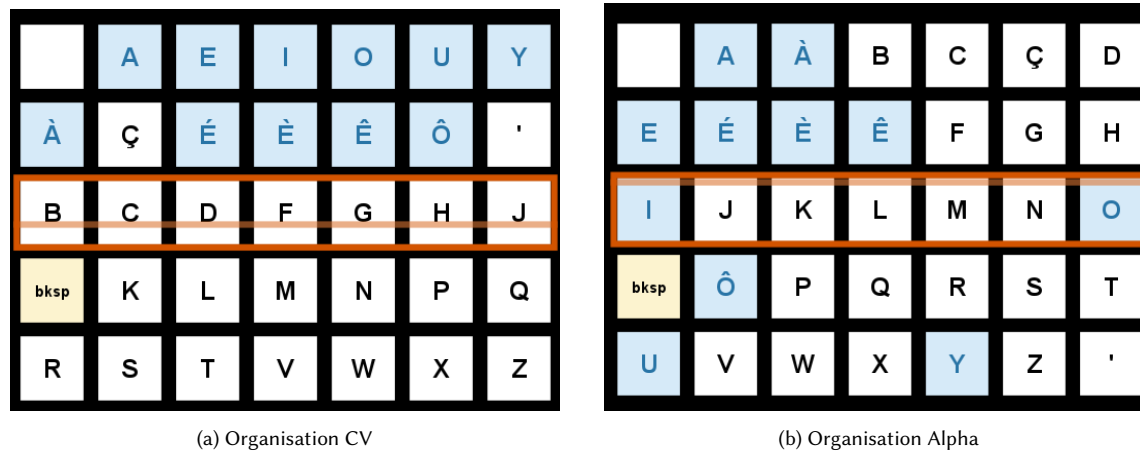 A E I O U Y
À Ç É È Ê Ô '
B C D F G H J
bksp K L M N P Q
R S T V W X Z
(a) Organisation CV
A À B C Ç D
E É È Ê F G H
I J K L M N O
bksp Ô P Q R S T
U V W X Y Z '
(b) Organisation Alpha